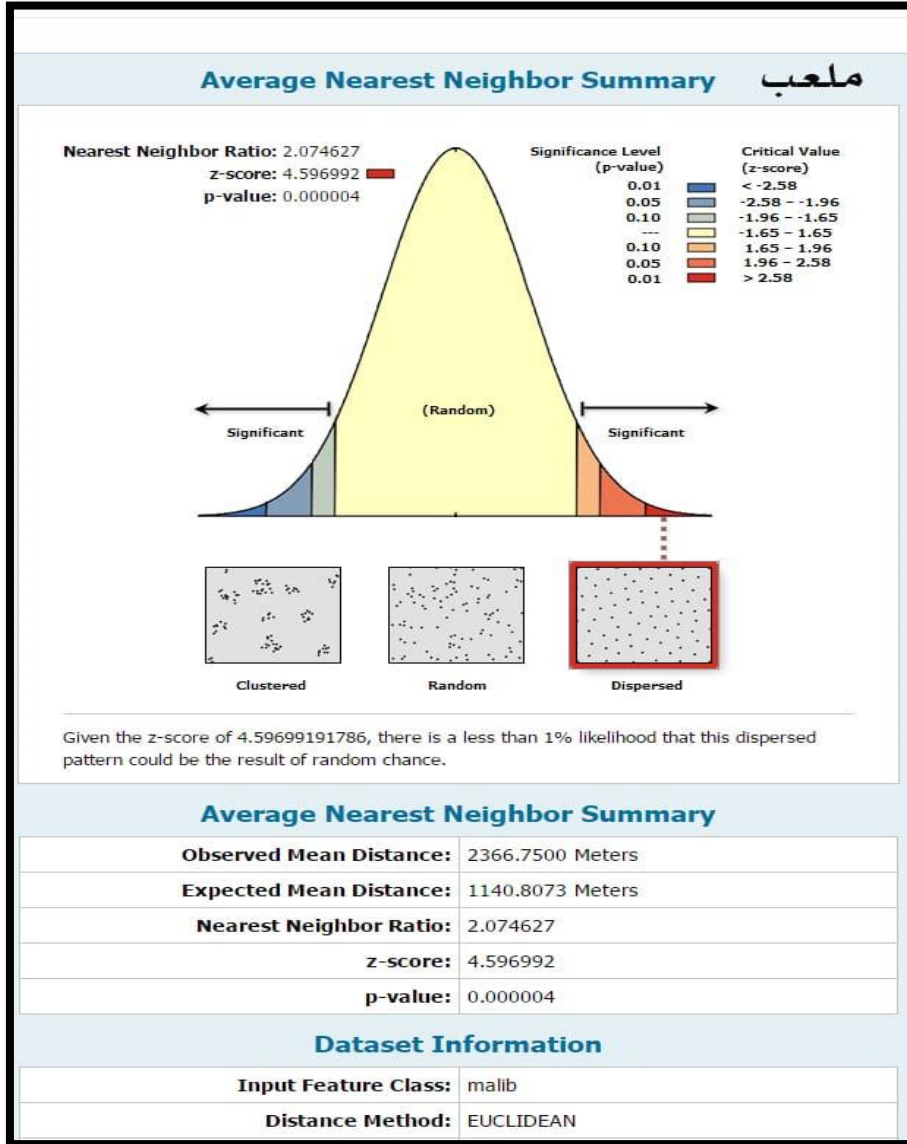 Average Nearest Neighbor Summary ملعب
Nearest Neighbor Ratio: 2.074627
z-score: 4.596992
p-value: 0.000004
Significance Level (p-value) Critical Value (z-score)
0.01 < -2.58
0.05 -2.58 – -1.96
0.10 -1.96 – -1.65
--- -1.65 – 1.65
0.10 1.65 – 1.96
0.05 1.96 – 2.58
0.01 > 2.58
(Random)
Significant Significant
Clustered Random Dispersed
Given the z-score of 4.59699191786, there is a less than 1% likelihood that this dispersed
pattern could be the result of random chance.
Average Nearest Neighbor Summary
Observed Mean Distance: 2366.7500 Meters
Expected Mean Distance: 1140.8073 Meters
Nearest Neighbor Ratio: 2.074627
z-score: 4.596992
p-value: 0.000004
Dataset Information
Input Feature Class: malib
Distance Method: EUCLIDEAN